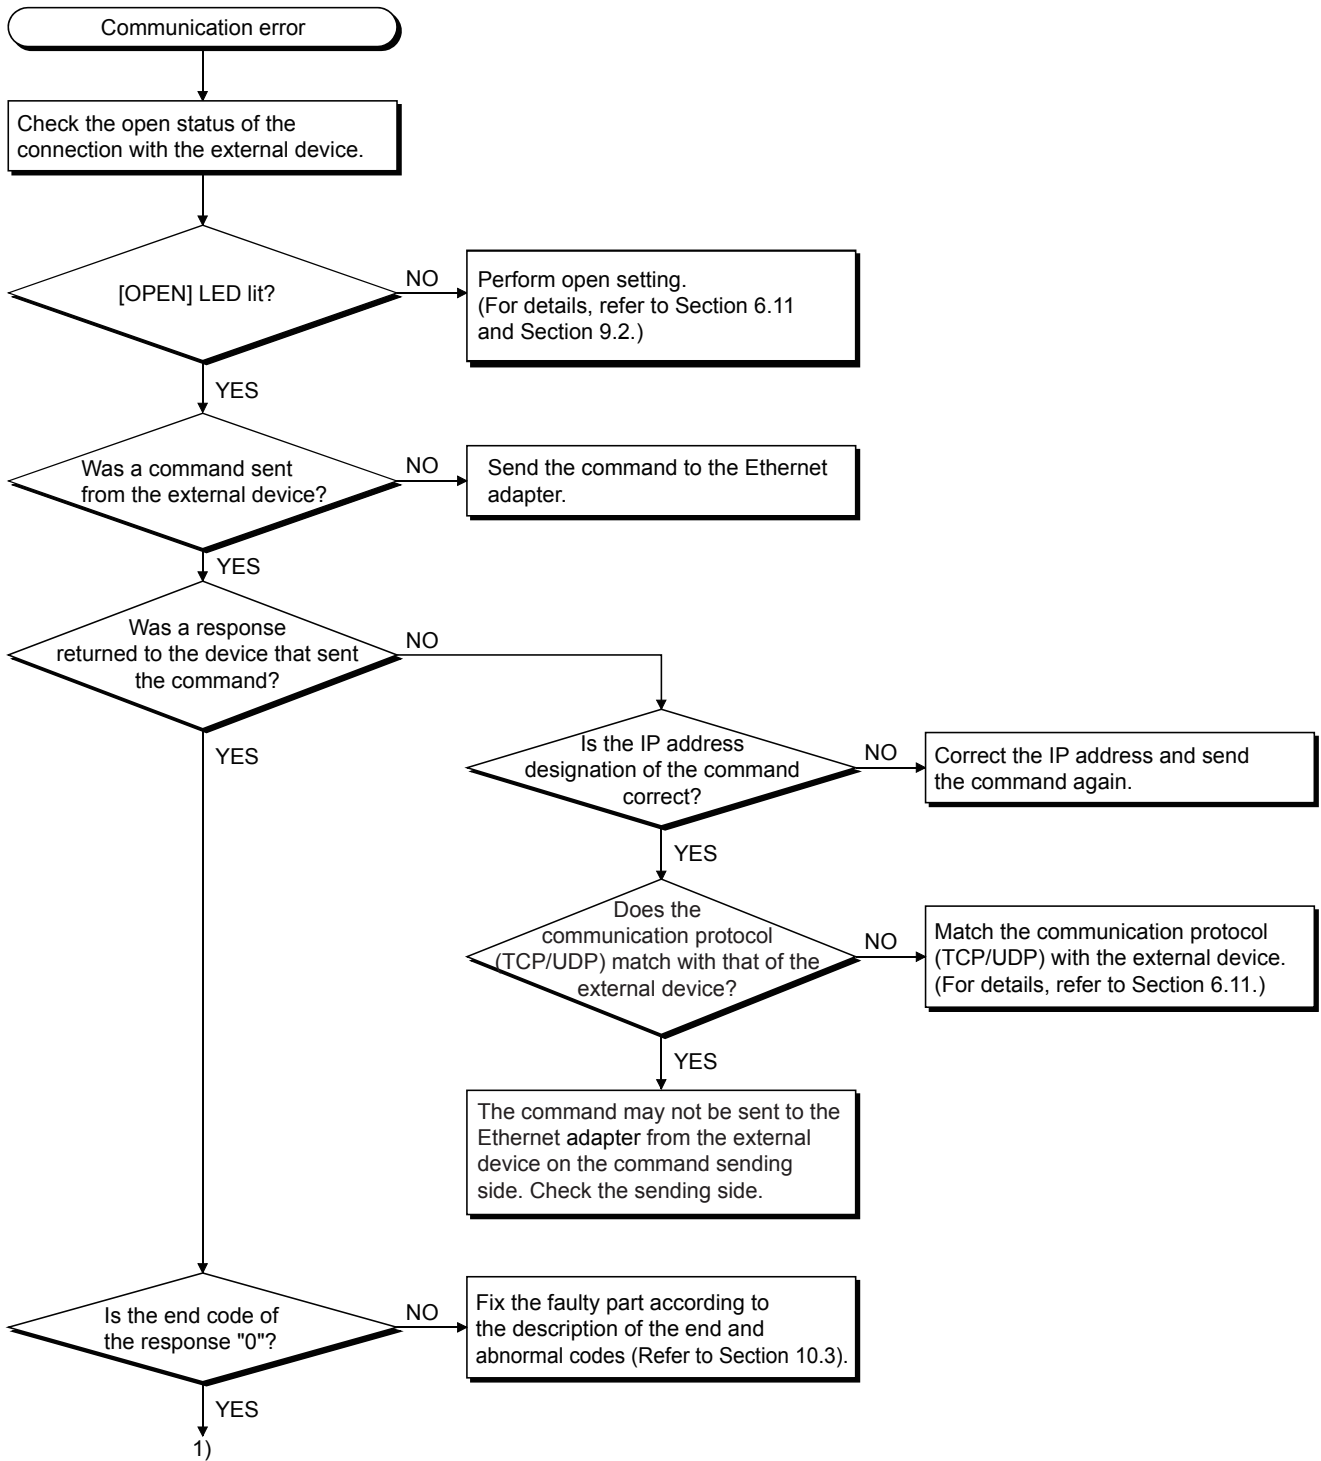 Communication error
Check the open status of the
connection with the external device.
[OPEN] LED lit?
NO
Perform open setting.
(For details, refer to Section 6.11
and Section 9.2.)
YES
Was a command sent
from the external device?
NO
Send the command to the Ethernet
adapter.
YES
Was a response
returned to the device that sent
the command?
NO
YES
Is the IP address
designation of the command
correct?
NO
Correct the IP address and send
the command again.
YES
Does the
communication protocol
(TCP/UDP) match with that of the
external device?
NO
Match the communication protocol
(TCP/UDP) with the external device.
(For details, refer to Section 6.11.)
YES
The command may not be sent to the
Ethernet adapter from the external
device on the command sending
side. Check the sending side.
Is the end code of
the response "0"?
NO
Fix the faulty part according to
the description of the end and
abnormal codes (Refer to Section 10.3).
YES
1)